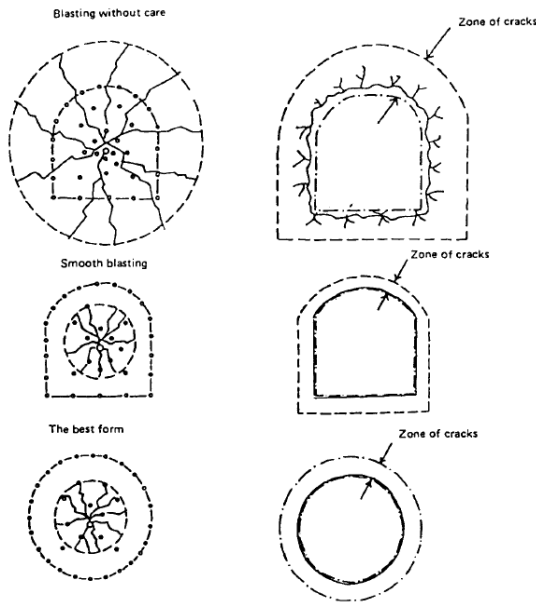 Blasting without care
Zone of cracks
Smooth blasting
Zone of cracks
The best form
Zone of cracks